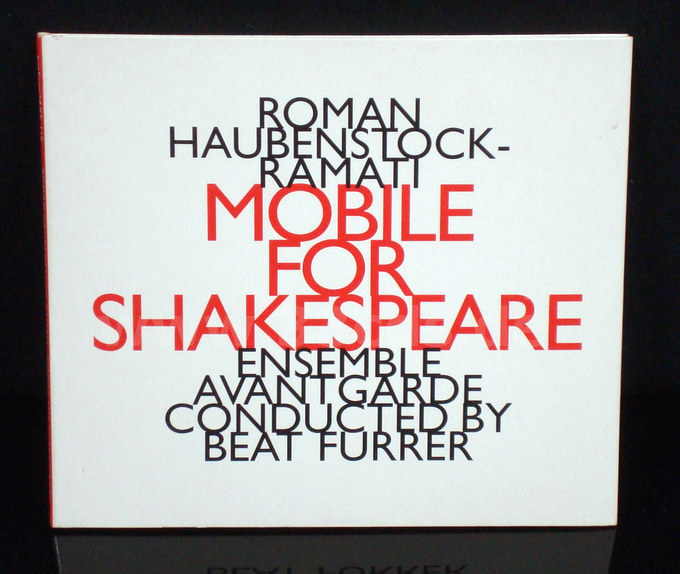 ROMAN
HAUBENSTOCK-
RAMATI
MOBILE
FOR
SHAKESPEARE
ENSEMBLE
AVANTGARDE
CONDUCTED BY
BEAT FURRER